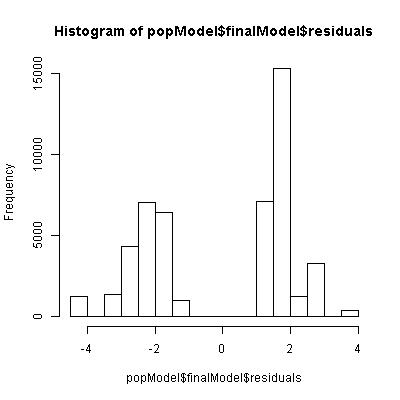 Histogram of popModel$finalModel$residuals
Frequency
15000
10000
5000
0
-4 -2 0 2 4
popModel$finalModel$residuals